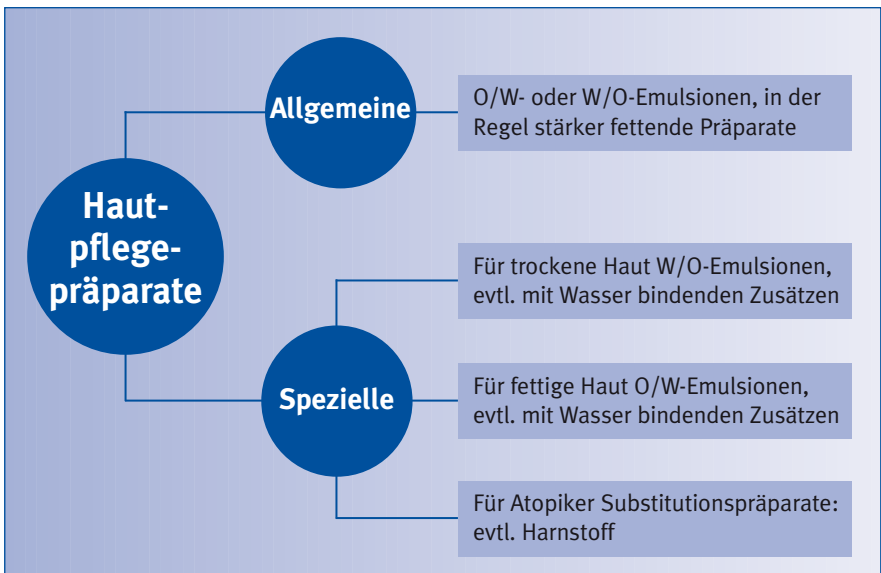 Haut-
pflege-
präparate
Allgemeine
O/W- oder W/O-Emulsionen, in der
Regel stärker fettende Präparate
Spezielle
Für trockene Haut W/O-Emulsionen,
evtl. mit Wasser bindenden Zusätzen
Für fettige Haut O/W-Emulsionen,
evtl. mit Wasser bindenden Zusätzen
Für Atopiker Substitutionspräparate:
evtl. Harnstoff